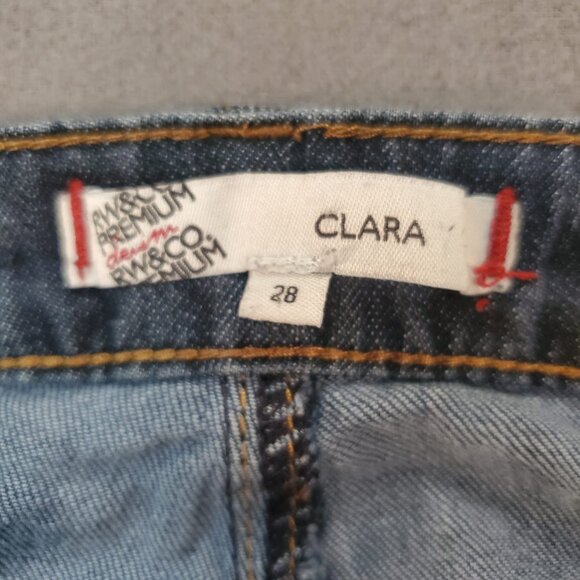 RW&CO.
PREMIUM
denim
RW&CO.
PREMIUM
CLARA
28